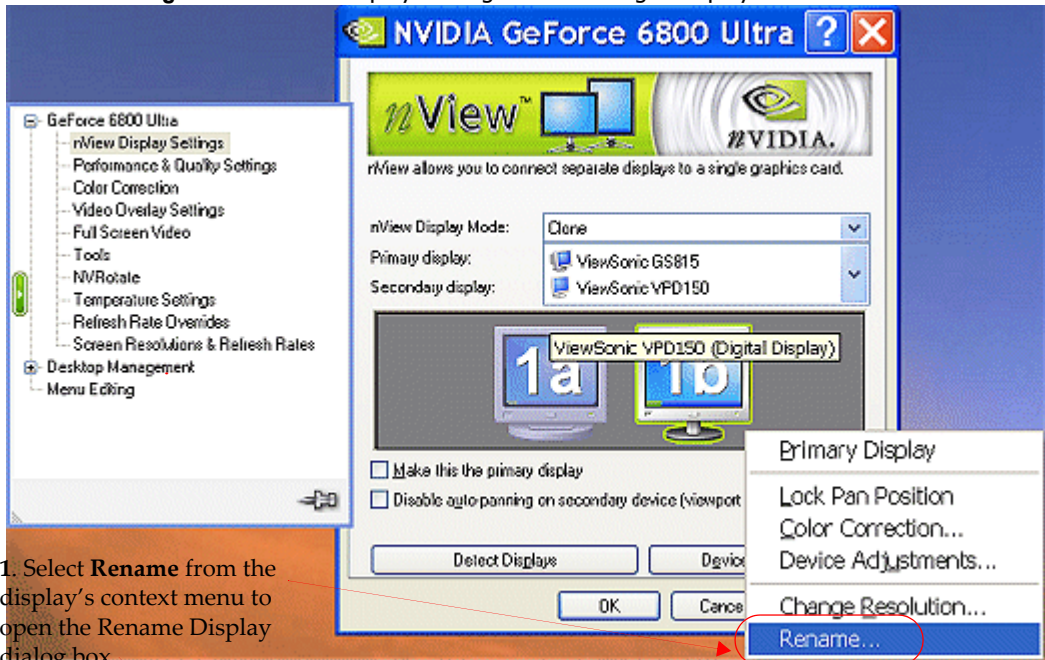 NVIDIA GeForce 6800 Ultra
nView™
NVIDIA.
nView allows you to connect separate displays to a single graphics card.
GeForce 6800 Ultra
nView Display Settings
Performance & Quality Settings
Color Correction
Video Overlay Settings
Full Screen Video
Tools
NVRotate
Temperature Settings
Refresh Rate Overrides
Screen Resolutions & Refresh Rates
Desktop Management
Menu Editing
nView Display Mode: Clone
Primary display: ViewSonic GS815
Secondary display: ViewSonic VPD150
ViewSonic VPD150 (Digital Display)
1a
1b
Make this the primary display
Disable auto-panning on secondary device (viewport
Detect Displays
OK
Primary Display
Lock Pan Position
Color Correction...
Device Adjustments...
Change Resolution...
Rename...
1. Select Rename from the
display's context menu to
open the Rename Display
dialog box